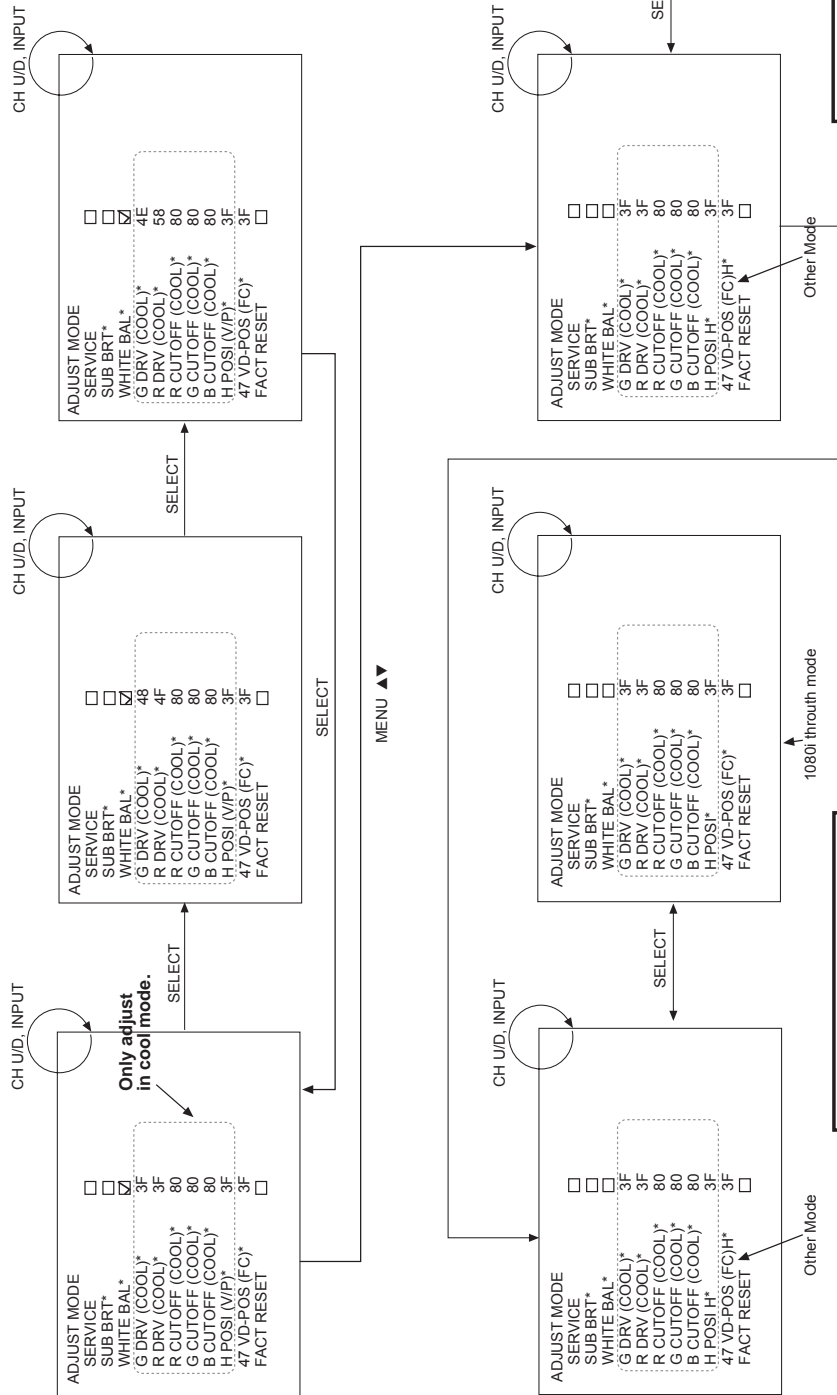 CH U/D, INPUT
ADJUST MODE
SERVICE
SUB BRT*
WHITE BAL*
G DRV (COOL)* 3F
R DRV (COOL)* 3F
R CUTOFF (COOL)* 80
G CUTOFF (COOL)* 80
B CUTOFF (COOL)* 80
H POSI (V/P)* 3F
47 VD-POS (FC)* 3F
FACT RESET
Only adjust
in cool mode.
SELECT
CH U/D, INPUT
ADJUST MODE
SERVICE
SUB BRT*
WHITE BAL*
G DRV (COOL)* 48
R DRV (COOL)* 4F
R CUTOFF (COOL)* 80
G CUTOFF (COOL)* 80
B CUTOFF (COOL)* 80
H POSI (V/P)* 3F
47 VD-POS (FC)* 3F
FACT RESET
SELECT
CH U/D, INPUT
ADJUST MODE
SERVICE
SUB BRT*
WHITE BAL*
G DRV (COOL)* 4E
R DRV (COOL)* 58
R CUTOFF (COOL)* 80
G CUTOFF (COOL)* 80
B CUTOFF (COOL)* 80
H POSI (V/P)* 3F
47 VD-POS (FC)* 3F
FACT RESET
SELECT
MENU ▲▼
CH U/D, INPUT
ADJUST MODE
SERVICE
SUB BRT*
WHITE BAL*
G DRV (COOL)* 3F
R DRV (COOL)* 3F
R CUTOFF (COOL)* 80
G CUTOFF (COOL)* 80
B CUTOFF (COOL)* 80
H POSI H* 3F
47 VD-POS (FC)H* 3F
FACT RESET
Other Mode
SELECT
CH U/D, INPUT
ADJUST MODE
SERVICE
SUB BRT*
WHITE BAL*
G DRV (COOL)* 3F
R DRV (COOL)* 3F
R CUTOFF (COOL)* 80
G CUTOFF (COOL)* 80
B CUTOFF (COOL)* 80
H POSI* 3F
47 VD-POS (FC)* 3F
FACT RESET
1080i throuth mode
CH U/D, INPUT
ADJUST MODE
SERVICE
SUB BRT*
WHITE BAL*
G DRV (COOL)* 3F
R DRV (COOL)* 3F
R CUTOFF (COOL)* 80
G CUTOFF (COOL)* 80
B CUTOFF (COOL)* 80
H POSI H* 3F
47 VD-POS (FC)H* 3F
FACT RESET
Other Mode
SE